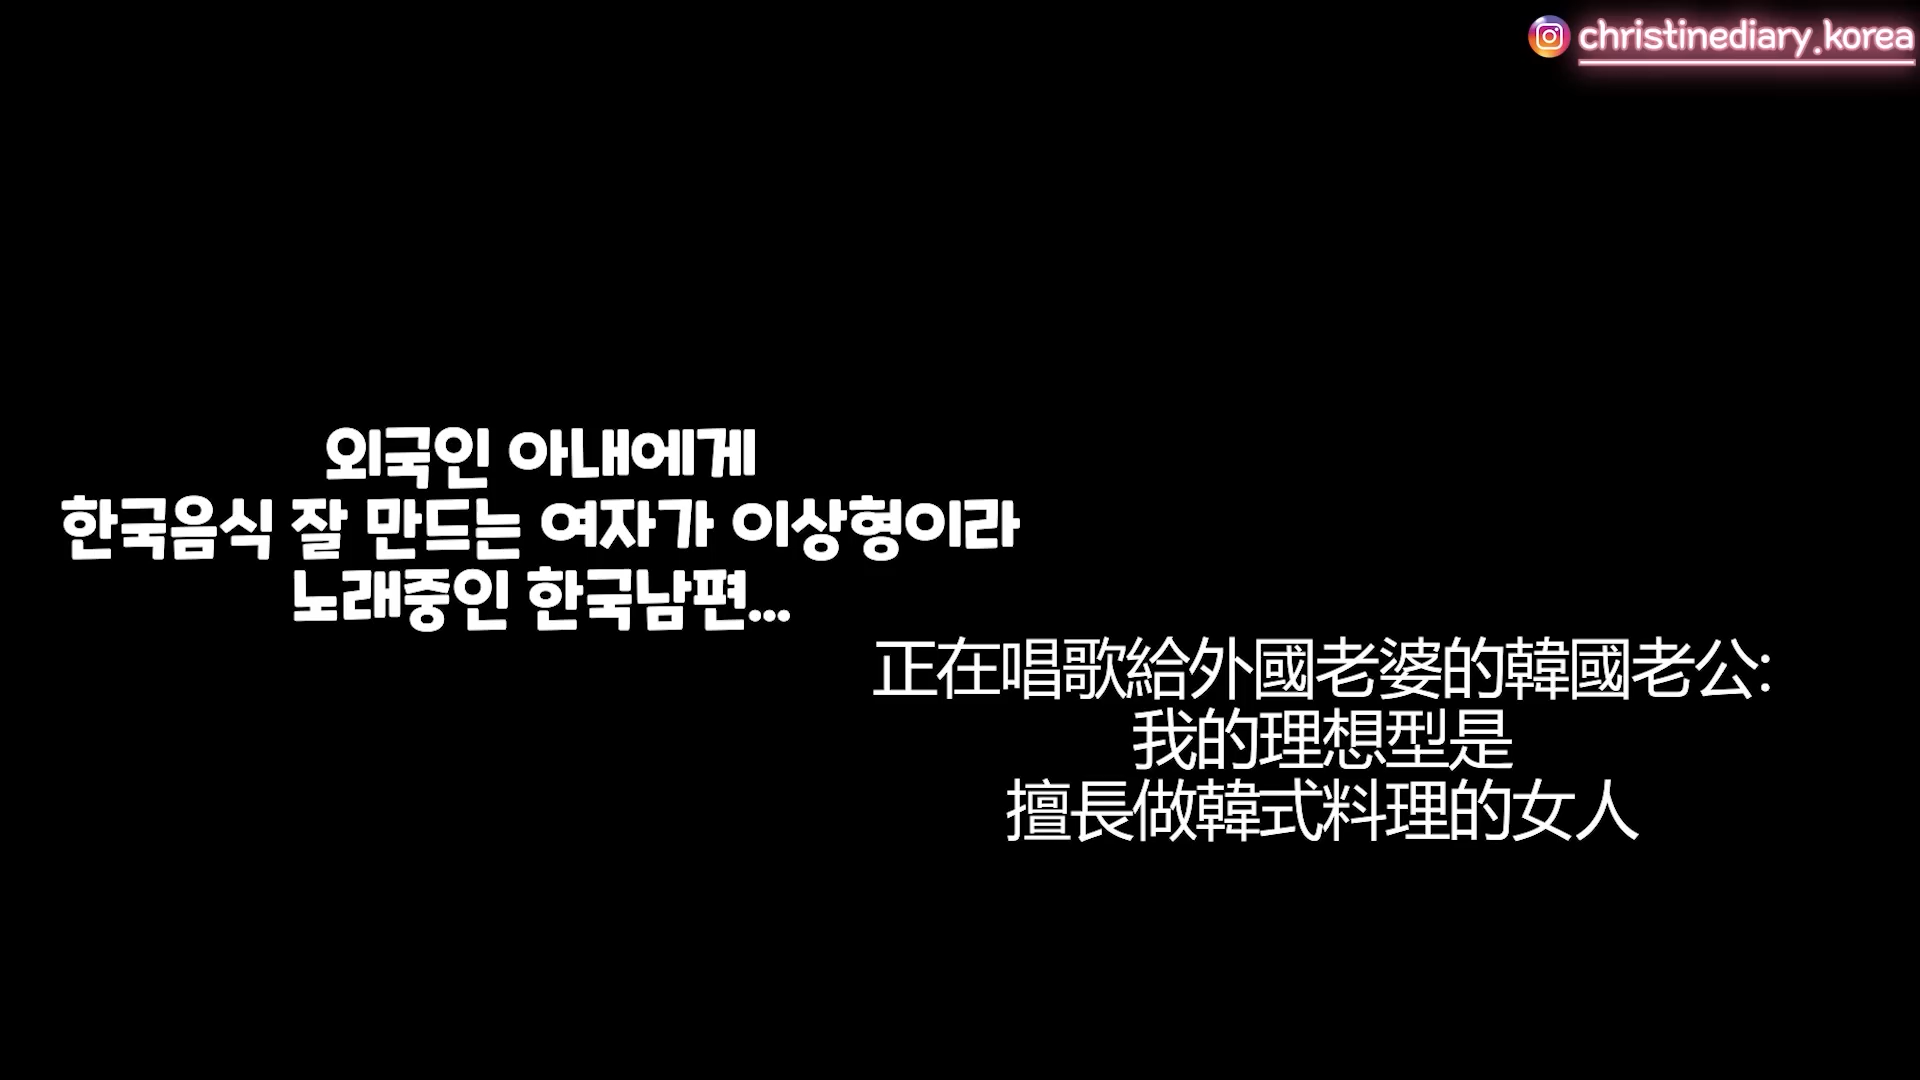 christinediary.korea
외국인 아내에게
한국음식 잘 만드는 여자가 이상형이라
노래중인 한국남편...
正在唱歌給外國老婆的韓國老公:
我的理想型是
擅長做韓式料理的女人